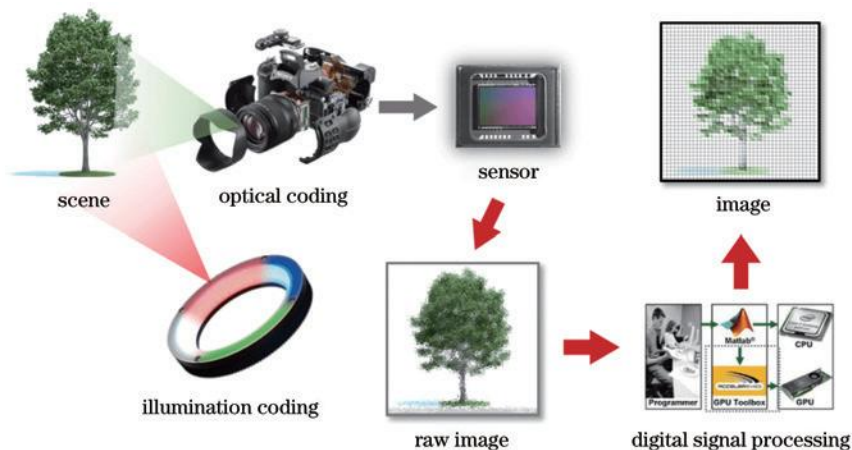 scene
optical coding
sensor
image
illumination coding
raw image
Programmer
Matlab®
CPU
GPU Toolbox
GPU
digital signal processing